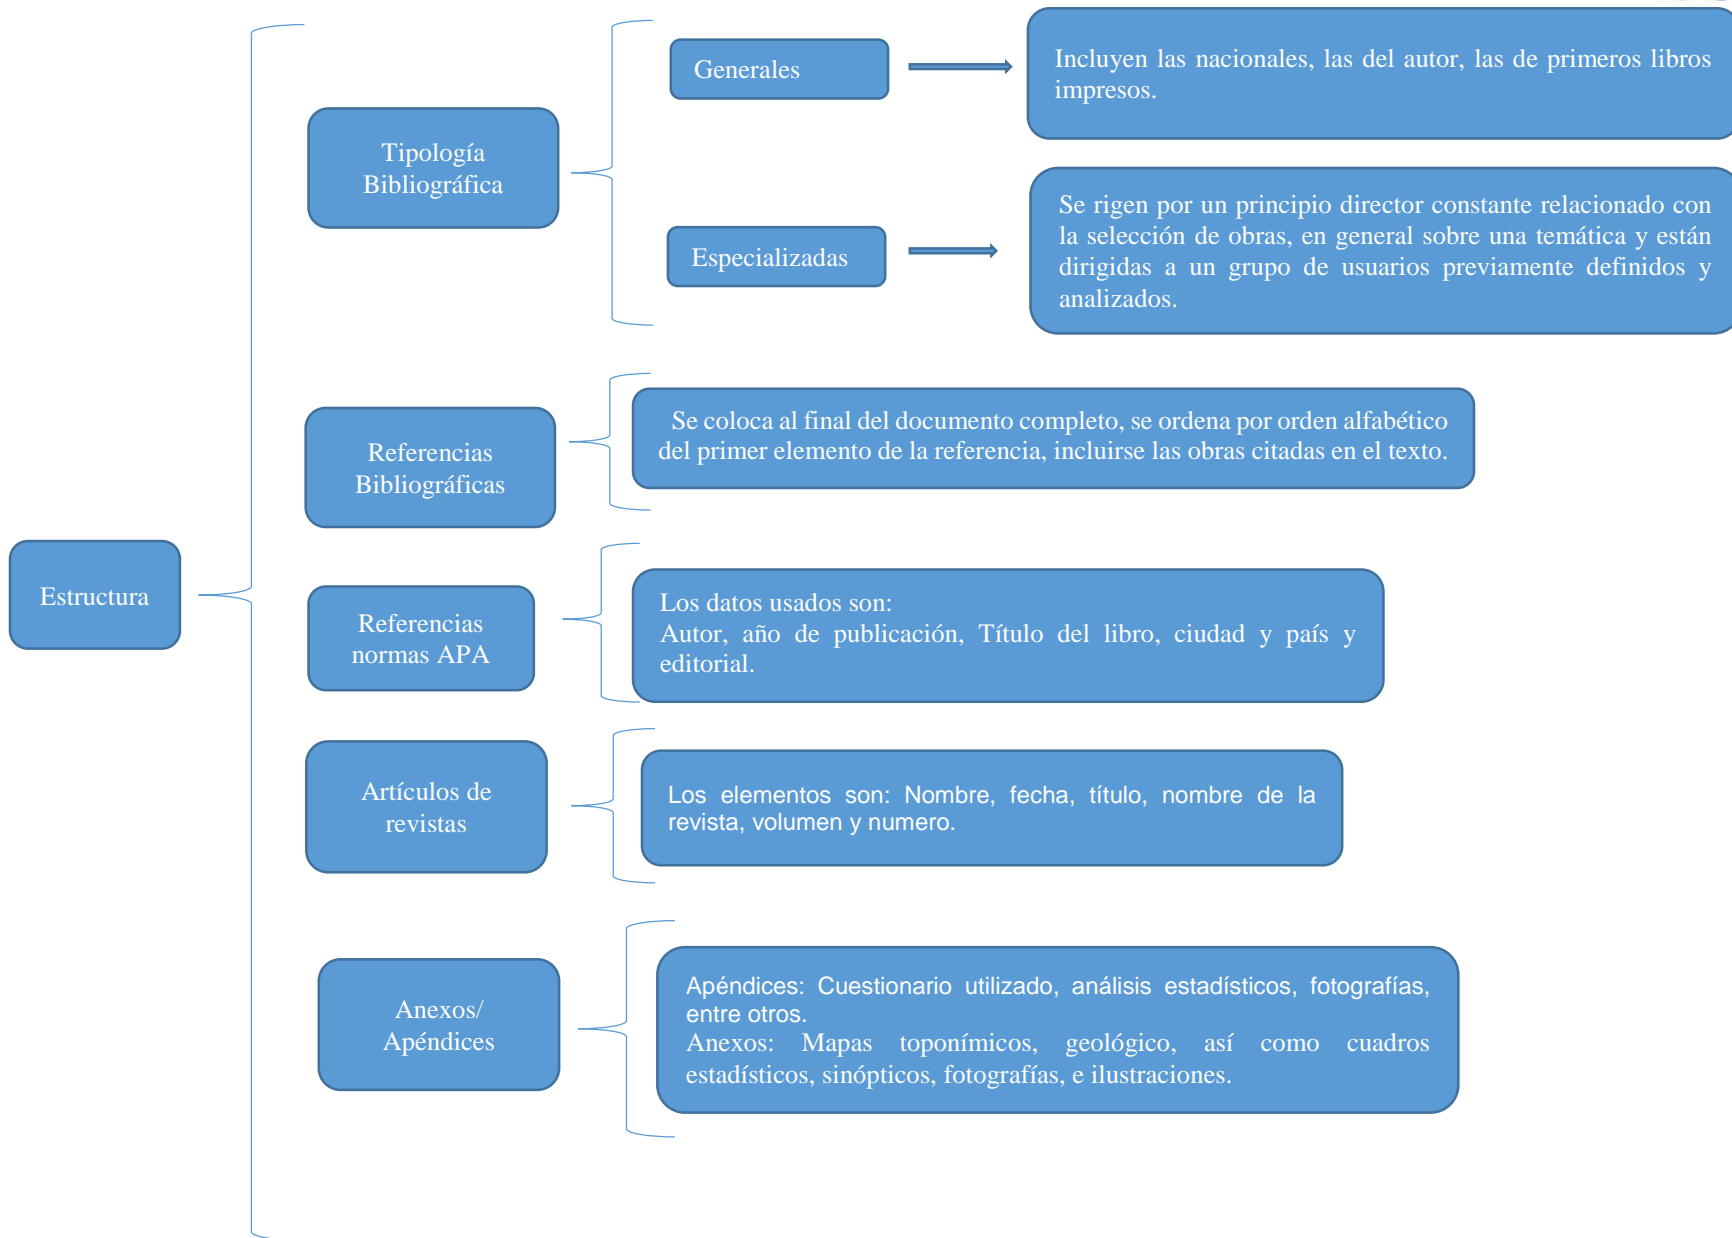 Estructura
Tipología
Bibliográfica
Generales
Incluyen las nacionales, las del autor, las de primeros libros
impresos.
Especializadas
Se rigen por un principio director constante relacionado con
la selección de obras, en general sobre una temática y están
dirigidas a un grupo de usuarios previamente definidos y
analizados.
Referencias
Bibliográficas
Se coloca al final del documento completo, se ordena por orden alfabético
del primer elemento de la referencia, incluirse las obras citadas en el texto.
Referencias
normas APA
Los datos usados son:
Autor, año de publicación, Título del libro, ciudad y país y
editorial.
Artículos de
revistas
Los elementos son: Nombre, fecha, título, nombre de la
revista, volumen y numero.
Anexos/
Apéndices
Apéndices: Cuestionario utilizado, análisis estadísticos, fotografías,
entre otros.
Anexos: Mapas toponímicos, geológico, así como cuadros
estadísticos, sinópticos, fotografías, e ilustraciones.